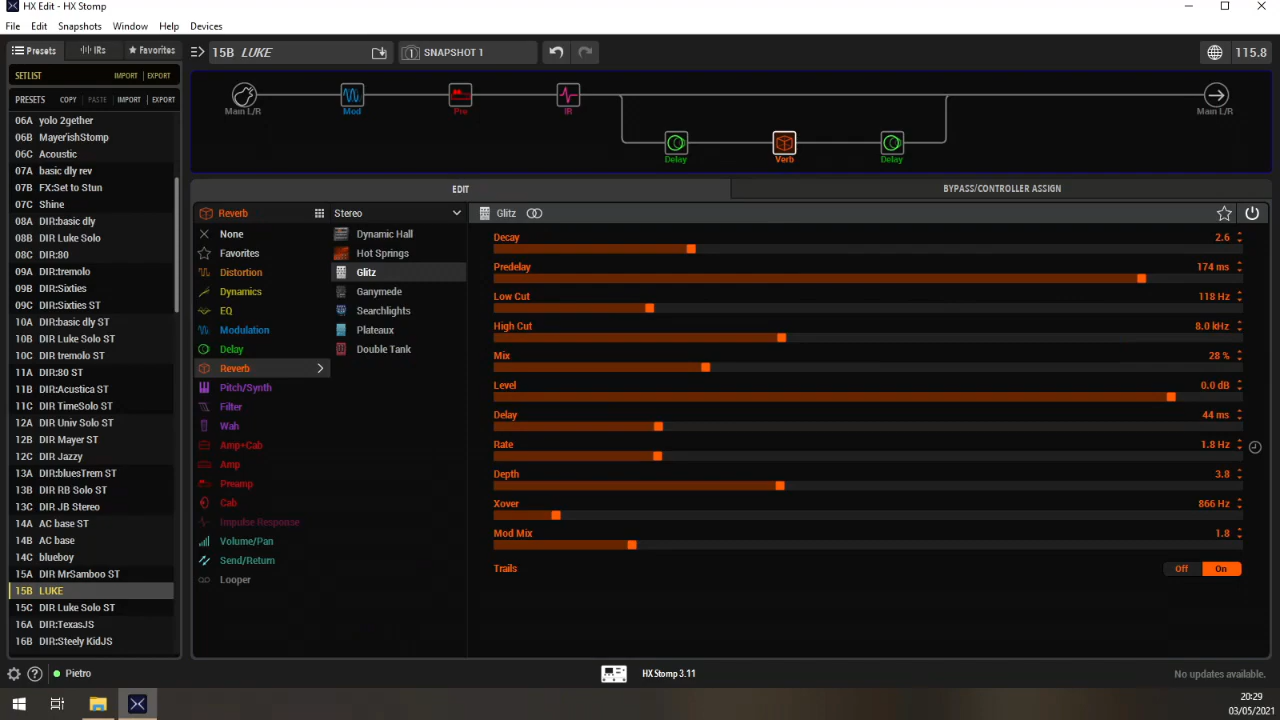 HX Edit - HX Stomp
File Edit Snapshots Window Help Devices
Presets IRs Favorites
15B LUKE
1 SNAPSHOT 1
115.8
SETLIST IMPORT | EXPORT
PRESETS COPY PASTE IMPORT | EXPORT
06A yolo 2gether
06B Mayer'ishStomp
06C Acoustic
07A basic dly rev
07B FX:Set to Stun
07C Shine
08A DIR:basic dly
08B DIR Luke Solo
08C DIR:80
09A DIR:tremolo
09B DIR:Sixties
09C DIR:Sixties ST
10A DIR:basic dly ST
10B DIR Luke Solo ST
10C DIR tremolo ST
11A DIR:80 ST
11B DIR:Acustica ST
11C DIR TimeSolo ST
12A DIR Univ Solo ST
12B DIR Mayer ST
12C DIR Jazzy
13A DIR:bluesTrem ST
13B DIR RB Solo ST
13C DIR JB Stereo
14A AC base ST
14B AC base
14C blueboy
15A DIR MrSamboo ST
15B LUKE
15C DIR Luke Solo ST
16A DIR:TexasJS
16B DIR:Steely KidJS
Main L/R Mod Pre IR Main L/R
Delay Verb Delay
EDIT BYPASS/CONTROLLER ASSIGN
Reverb Stereo Glitz
None
Favorites
Distortion
Dynamics
EQ
Modulation
Delay
Reverb
Pitch/Synth
Filter
Wah
Amp+Cab
Amp
Preamp
Cab
Impulse Response
Volume/Pan
Send/Return
Looper
Dynamic Hall
Hot Springs
Glitz
Ganymede
Searchlights
Plateaux
Double Tank
Decay 2.6
Predelay 174 ms
Low Cut 118 Hz
High Cut 8.0 kHz
Mix 28 %
Level 0.0 dB
Delay 44 ms
Rate 1.8 Hz
Depth 3.8
Xover 866 Hz
Mod Mix 1.8
Trails Off On
Pietro
HX Stomp 3.11
No updates available.
20:29
03/05/2021